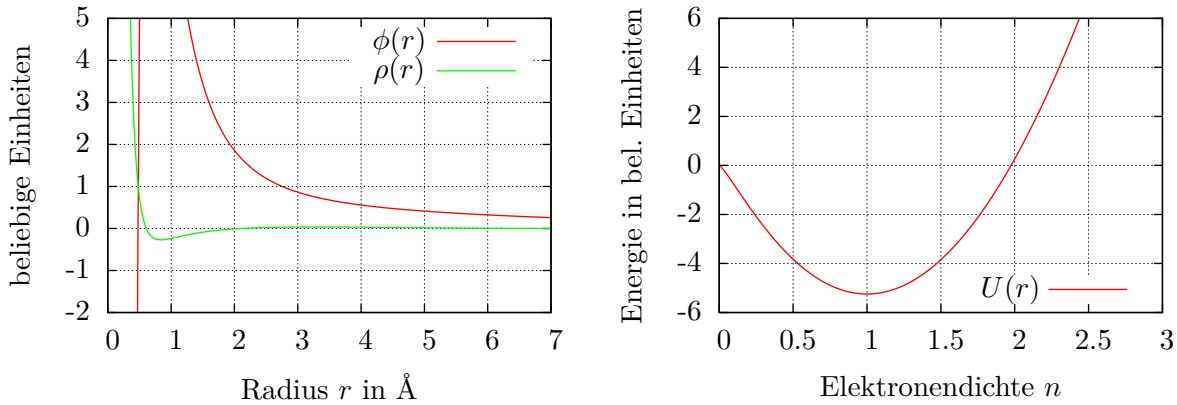 beliebige Einheiten
5
4
3
2
1
0
-1
-2
0 1 2 3 4 5 6 7
Radius r in Å
ϕ(r)
ρ(r)
Energie in bel. Einheiten
6
4
2
0
-2
-4
-6
0 0.5 1 1.5 2 2.5 3
Elektronendichte n
U(r)